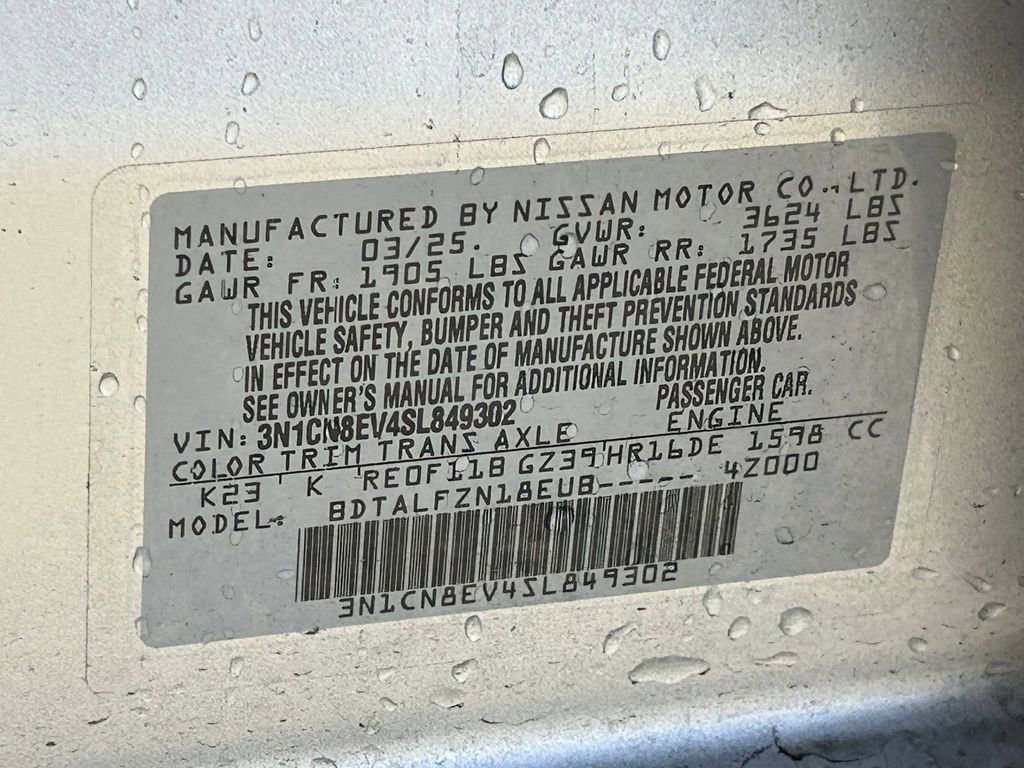 MANUFACTURED BY NISSAN MOTOR CO., LTD.
DATE: 03/25. GVWR: 3624 LBS
GAWR FR: 1905 LBS GAWR RR: 1735 LBS
THIS VEHICLE CONFORMS TO ALL APPLICABLE FEDERAL MOTOR
VEHICLE SAFETY, BUMPER AND THEFT PREVENTION STANDARDS
IN EFFECT ON THE DATE OF MANUFACTURE SHOWN ABOVE.
SEE OWNER'S MANUAL FOR ADDITIONAL INFORMATION.
VIN: 3N1CN8EV4SL849302 PASSENGER CAR.
COLOR TRIM TRANS AXLE ENGINE
K23 K RE0F11B GZ39 HR16DE 1598 CC
MODEL: BDTALFZN18EUB----- 4Z000
3N1CN8EV4SL849302